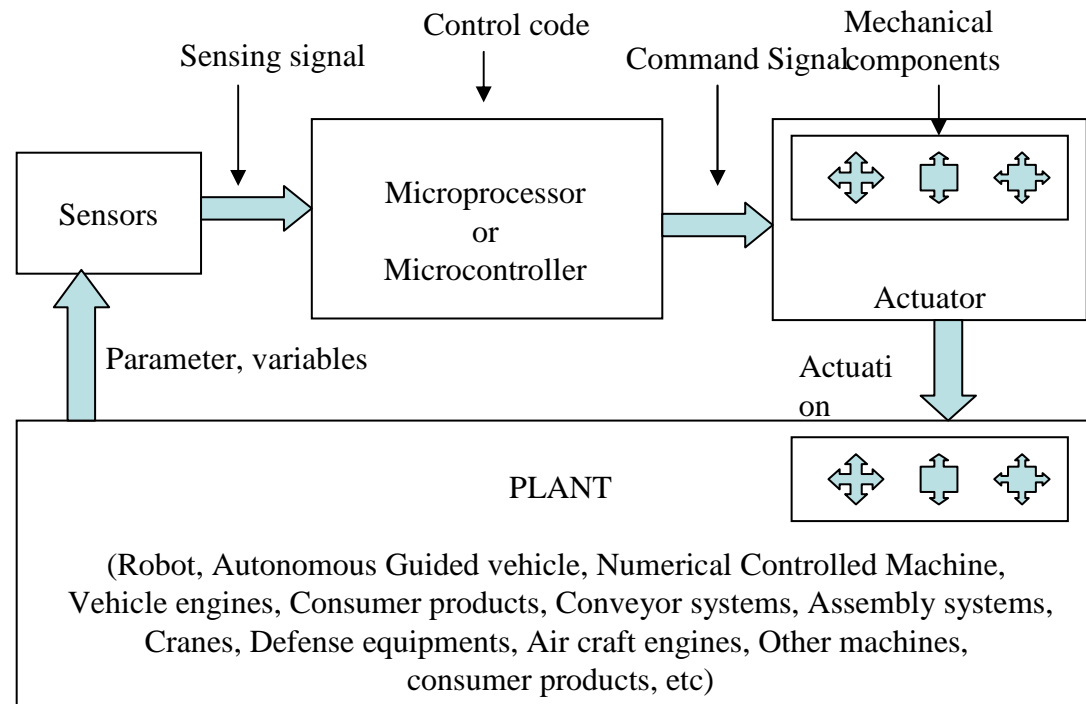 Control code
Mechanical
components
Sensing signal
Command Signal
Sensors
Microprocessor
or
Microcontroller
Actuator
Parameter, variables
Actuati
on
PLANT
(Robot, Autonomous Guided vehicle, Numerical Controlled Machine,
Vehicle engines, Consumer products, Conveyor systems, Assembly systems,
Cranes, Defense equipments, Air craft engines, Other machines,
consumer products, etc)